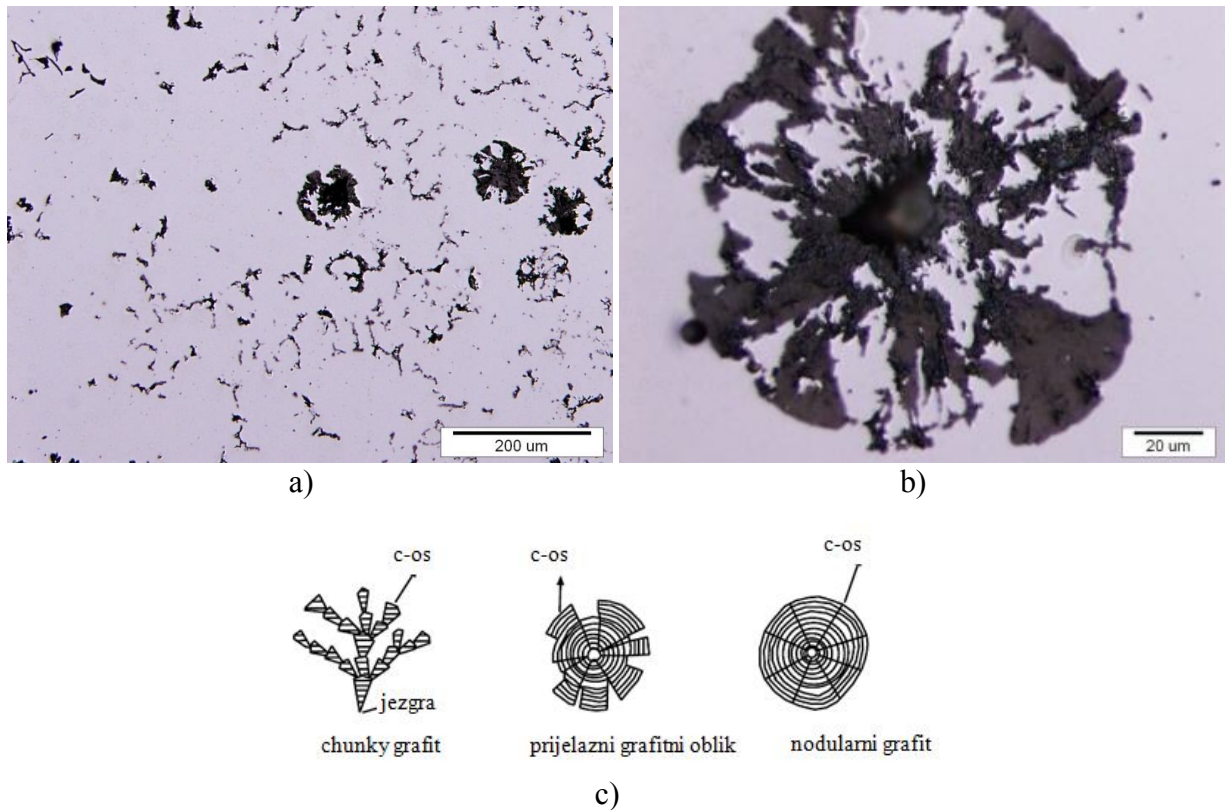 200 um
20 um
a)
b)
c-os
c-os
c-os
jezgra
chunky grafit
prijelazni grafitni oblik
nodularni grafit
c)